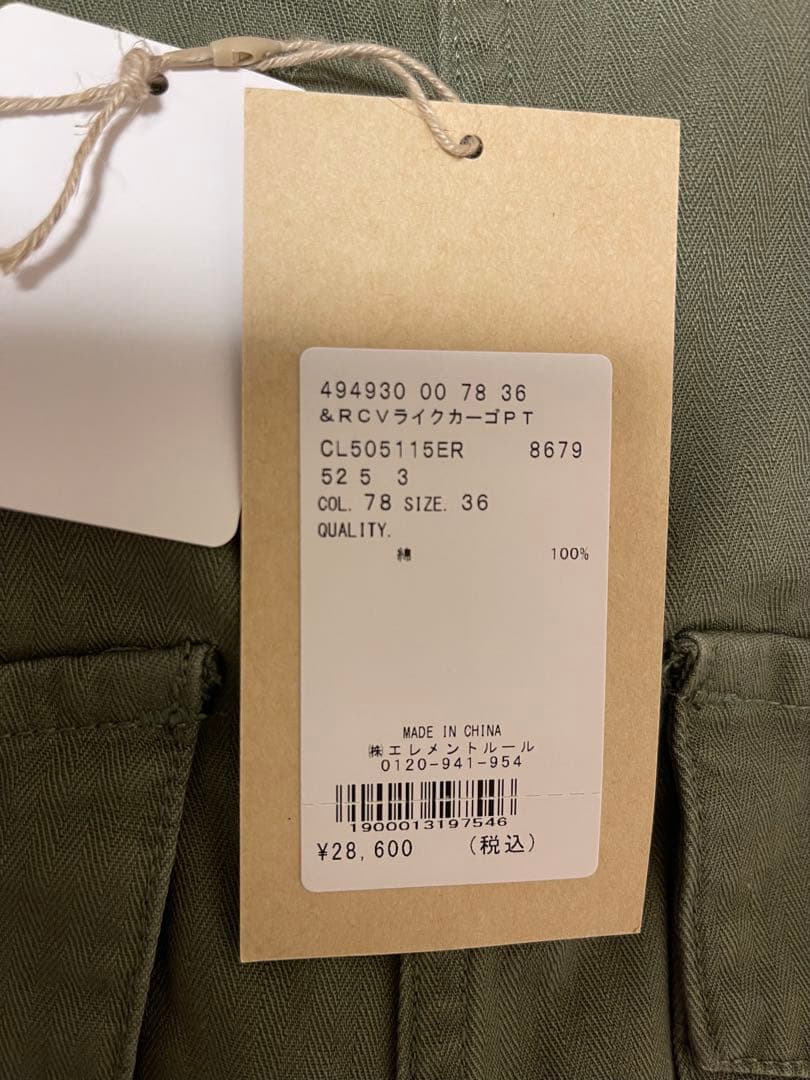 494930 00 78 36
&RCVライクカーゴPT
CL505115ER 8679
52 5 3
COL. 78 SIZE. 36
QUALITY.
綿 100%
MADE IN CHINA
㈱エレメントルール
0120-941-954
1900013197546
¥28,600 (税込)